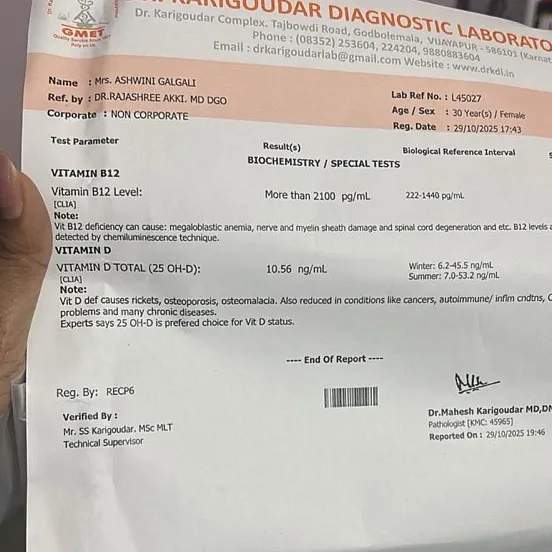 KARIGOUDAR DIAGNOSTIC LABORATO
Dr. Karigoudar Complex, Tajbowdi Road, Godbolemala, VIJAYAPUR - 586101 (Karnat
Phone : (08352) 253604, 224204, 9880883604
Email : drkarigoudarlab@gmail.com Website : www.drkdl.in
GMET
Name : Mrs. ASHWINI GALGALI
Ref. by : DR.RAJASHREE AKKI. MD DGO
Corporate : NON CORPORATE
Lab Ref No. : L45027
Age / Sex : 30 Year(s) / Female
Reg. Date : 29/10/2025 17:43
Test Parameter Result(s) Biological Reference Interval S
BIOCHEMISTRY / SPECIAL TESTS
VITAMIN B12
Vitamin B12 Level: More than 2100 pg/mL 222-1440 pg/mL
[CLIA]
Note:
Vit B12 deficiency can cause: megaloblastic anemia, nerve and myelin sheath damage and spinal cord degeneration and etc. B12 levels a
detected by chemiluminescence technique.
VITAMIN D
VITAMIN D TOTAL (25 OH-D): 10.56 ng/mL Winter: 6.2-45.5 ng/mL
Summer: 7.0-53.2 ng/mL
[CLIA]
Note:
Vit D def causes rickets, osteoporosis, osteomalacia. Also reduced in conditions like cancers, autoimmune/ inflm cndtns, C
problems and many chronic diseases.
Experts says 25 OH-D is prefered choice for Vit D status.
---- End Of Report ----
Reg. By: RECP6
Verified By :
Mr. SS Karigoudar. MSc MLT
Technical Supervisor
Dr.Mahesh Karigoudar MD,DN
Pathologist [KMC: 45965]
Reported On : 29/10/2025 19:46